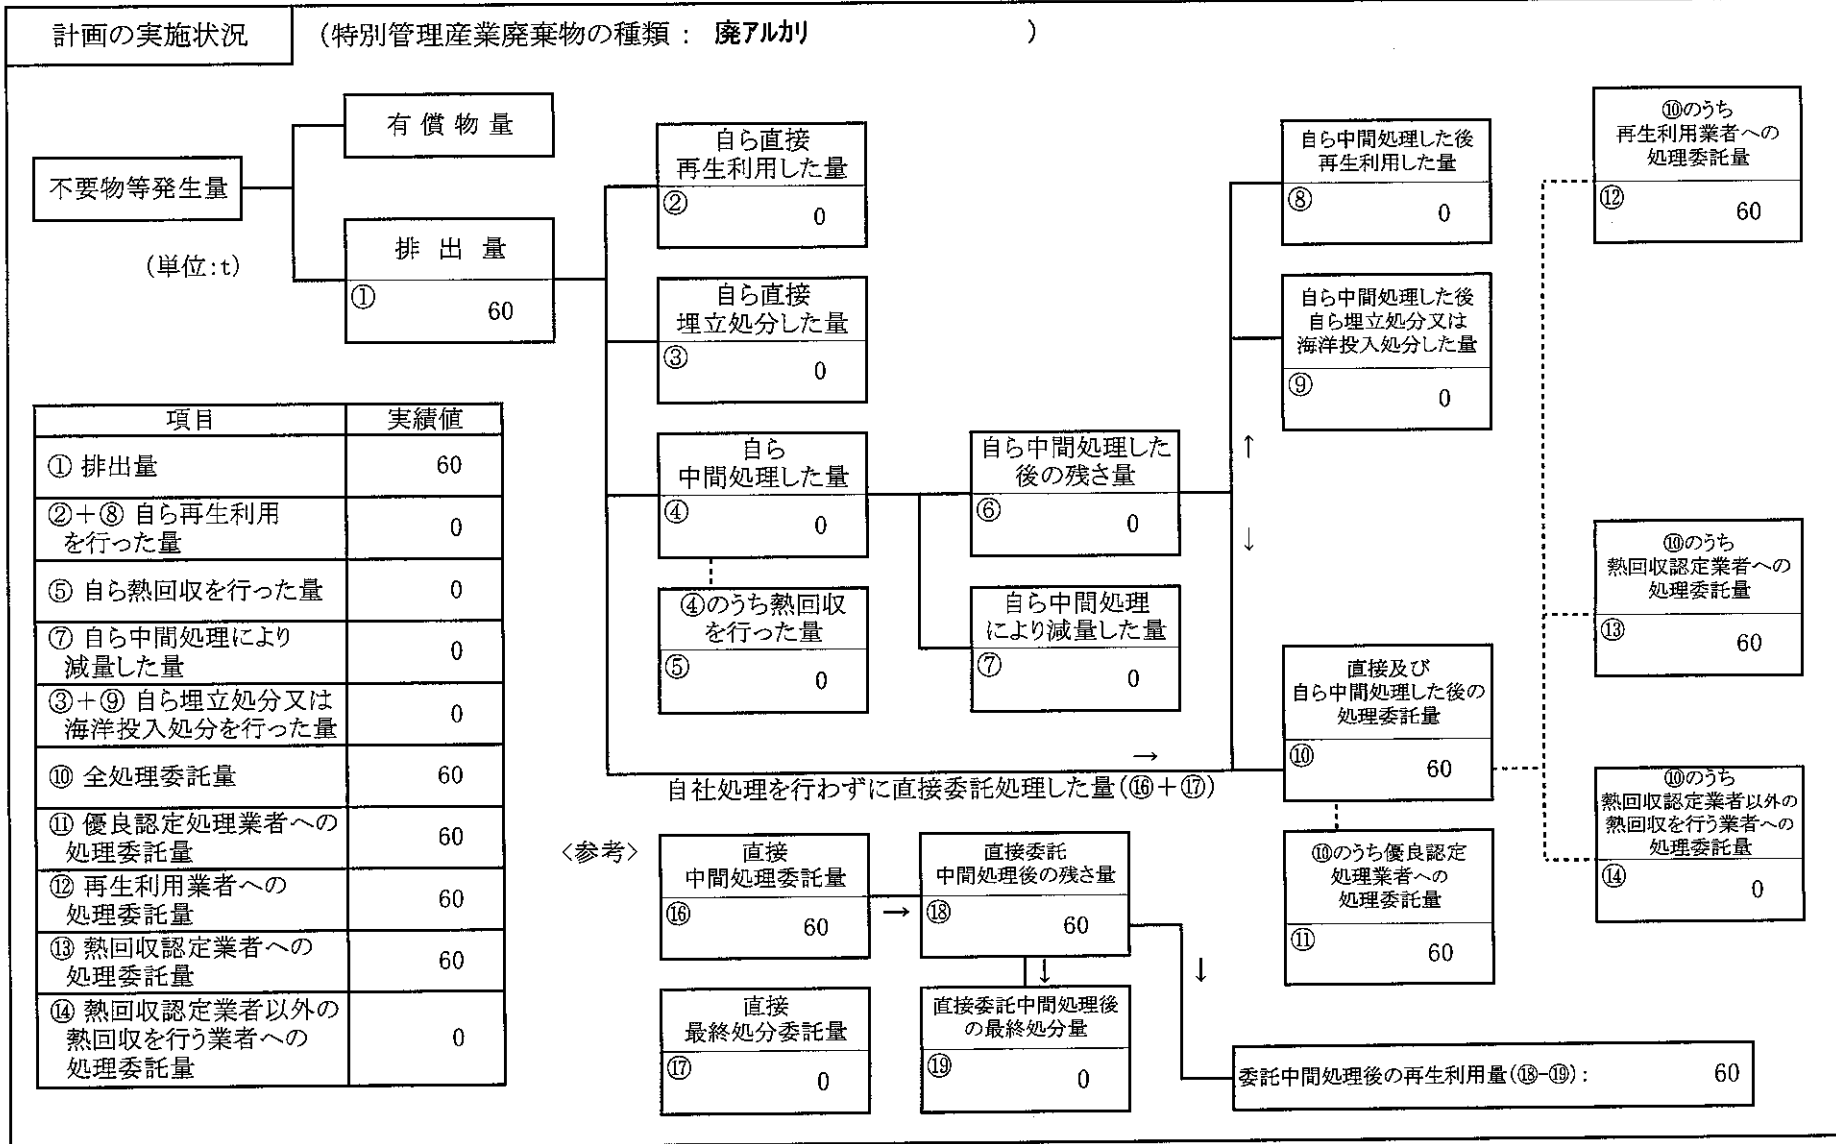 計画の実施状況
(特別管理産業廃棄物の種類： 廃アルカリ )
不要物等発生量
(単位:t)
有償物量
排出量
① 60
自ら直接
再生利用した量
② 0
自ら直接
埋立処分した量
③ 0
自ら
中間処理した量
④ 0
④のうち熱回収
を行った量
⑤ 0
自ら中間処理した
後の残さ量
⑥ 0
自ら中間処理
により減量した量
⑦ 0
自ら中間処理した後
再生利用した量
⑧ 0
自ら中間処理した後
自ら埋立処分又は
海洋投入処分した量
⑨ 0
↑
↓
直接及び
自ら中間処理した後の
処理委託量
⑩ 60
⑩のうち優良認定
処理業者への
処理委託量
⑪ 60
⑩のうち
再生利用業者への
処理委託量
⑫ 60
⑩のうち
熱回収認定業者への
処理委託量
⑬ 60
⑩のうち
熱回収認定業者以外の
熱回収を行う業者への
処理委託量
⑭ 0
→
自社処理を行わずに直接委託処理した量(⑯+⑰)
項目 実績値
① 排出量 60
②+⑧ 自ら再生利用
を行った量 0
⑤ 自ら熱回収を行った量 0
⑦ 自ら中間処理により
減量した量 0
③+⑨ 自ら埋立処分又は
海洋投入処分を行った量 0
⑩ 全処理委託量 60
⑪ 優良認定処理業者への
処理委託量 60
⑫ 再生利用業者への
処理委託量 60
⑬ 熱回収認定業者への
処理委託量 60
⑭ 熱回収認定業者以外の
熱回収を行う業者への
処理委託量 0
〈参考〉
直接
中間処理委託量
⑯ 60
→
直接委託
中間処理後の残さ量
⑱ 60
↓
↓
直接
最終処分委託量
⑰ 0
直接委託中間処理後
の最終処分量
⑲ 0
委託中間処理後の再生利用量(⑱-⑲)： 60